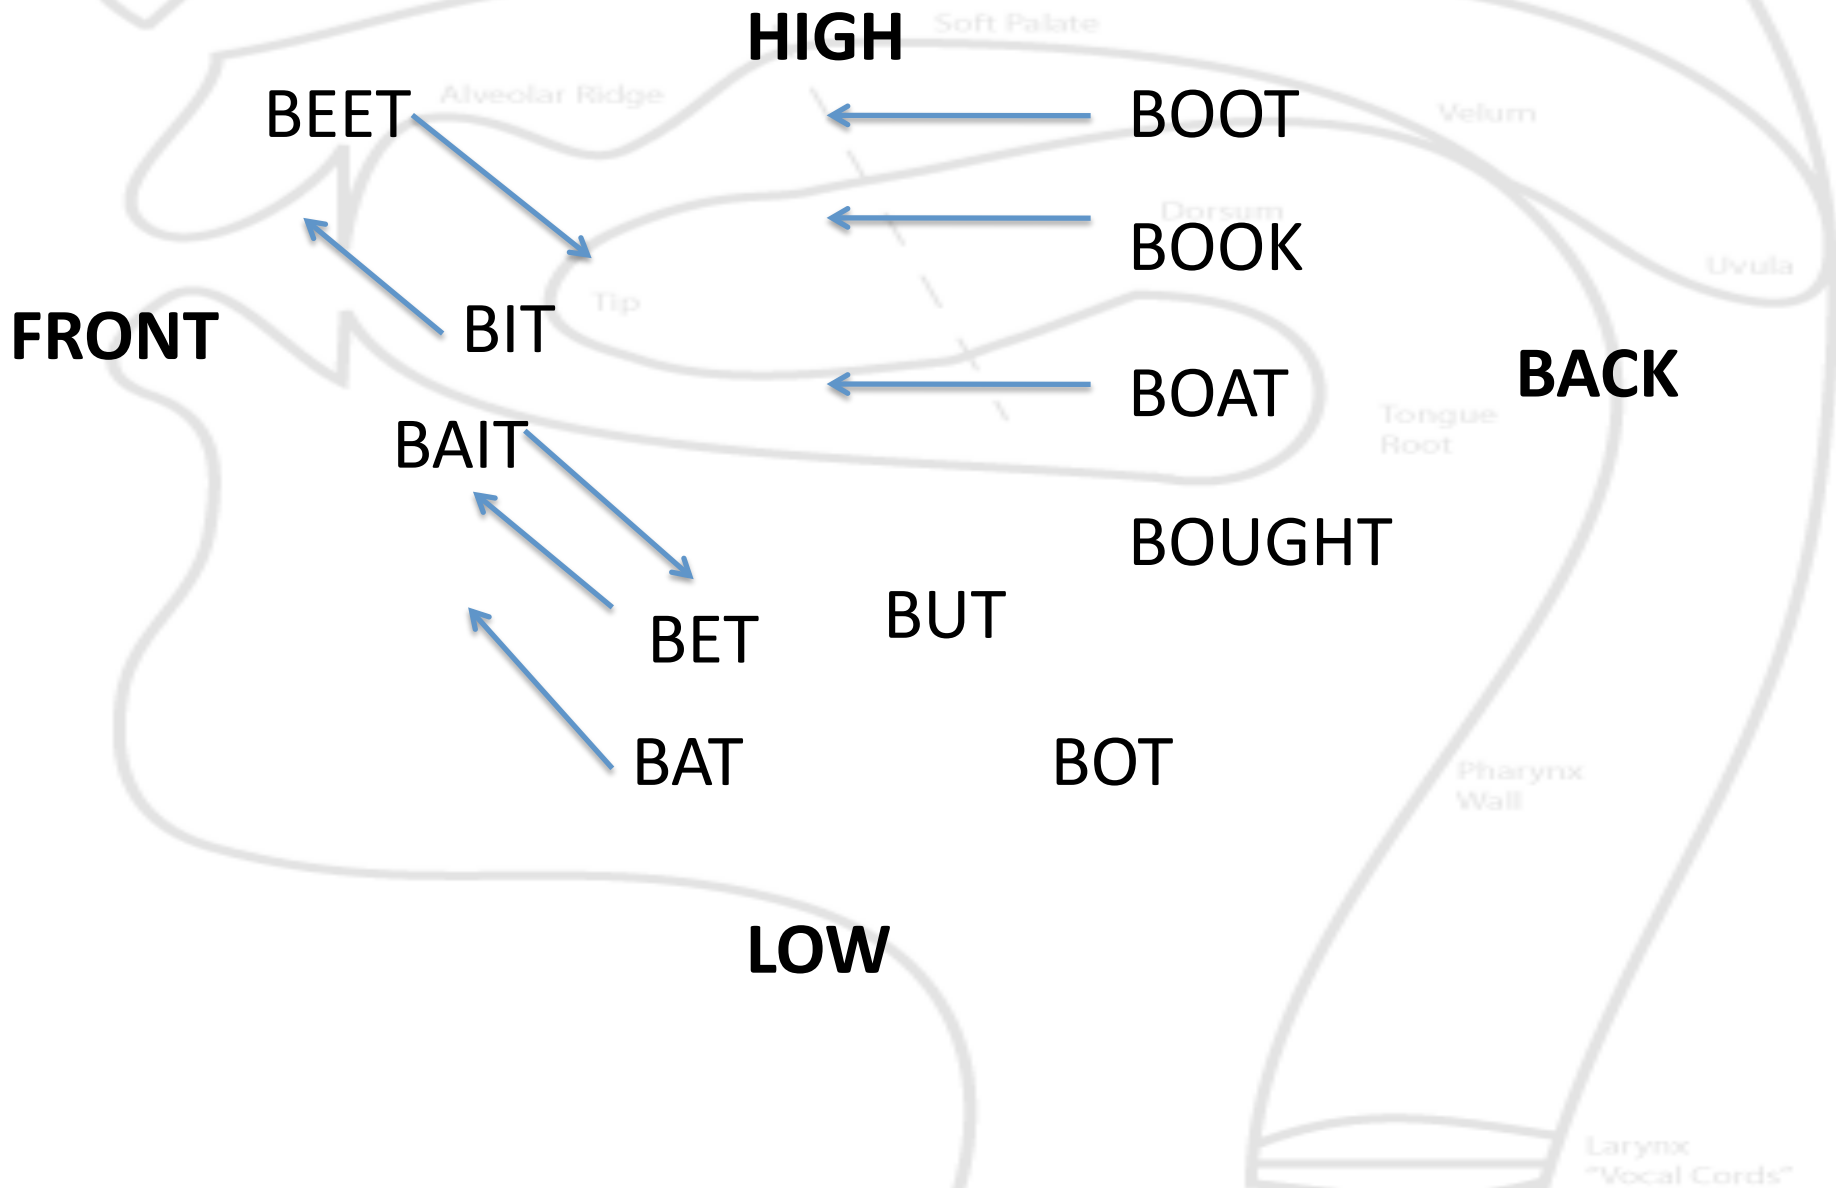 Soft Palate
HIGH
BEET
Alveolar Ridge
BOOT
Velum
Dorsum
BOOK
Uvula
Tip
BIT
FRONT
BACK
BOAT
Tongue
Root
BAIT
BOUGHT
BUT
BET
BAT
BOT
Pharynx
Wall
LOW
Larynx
"Vocal Cords"